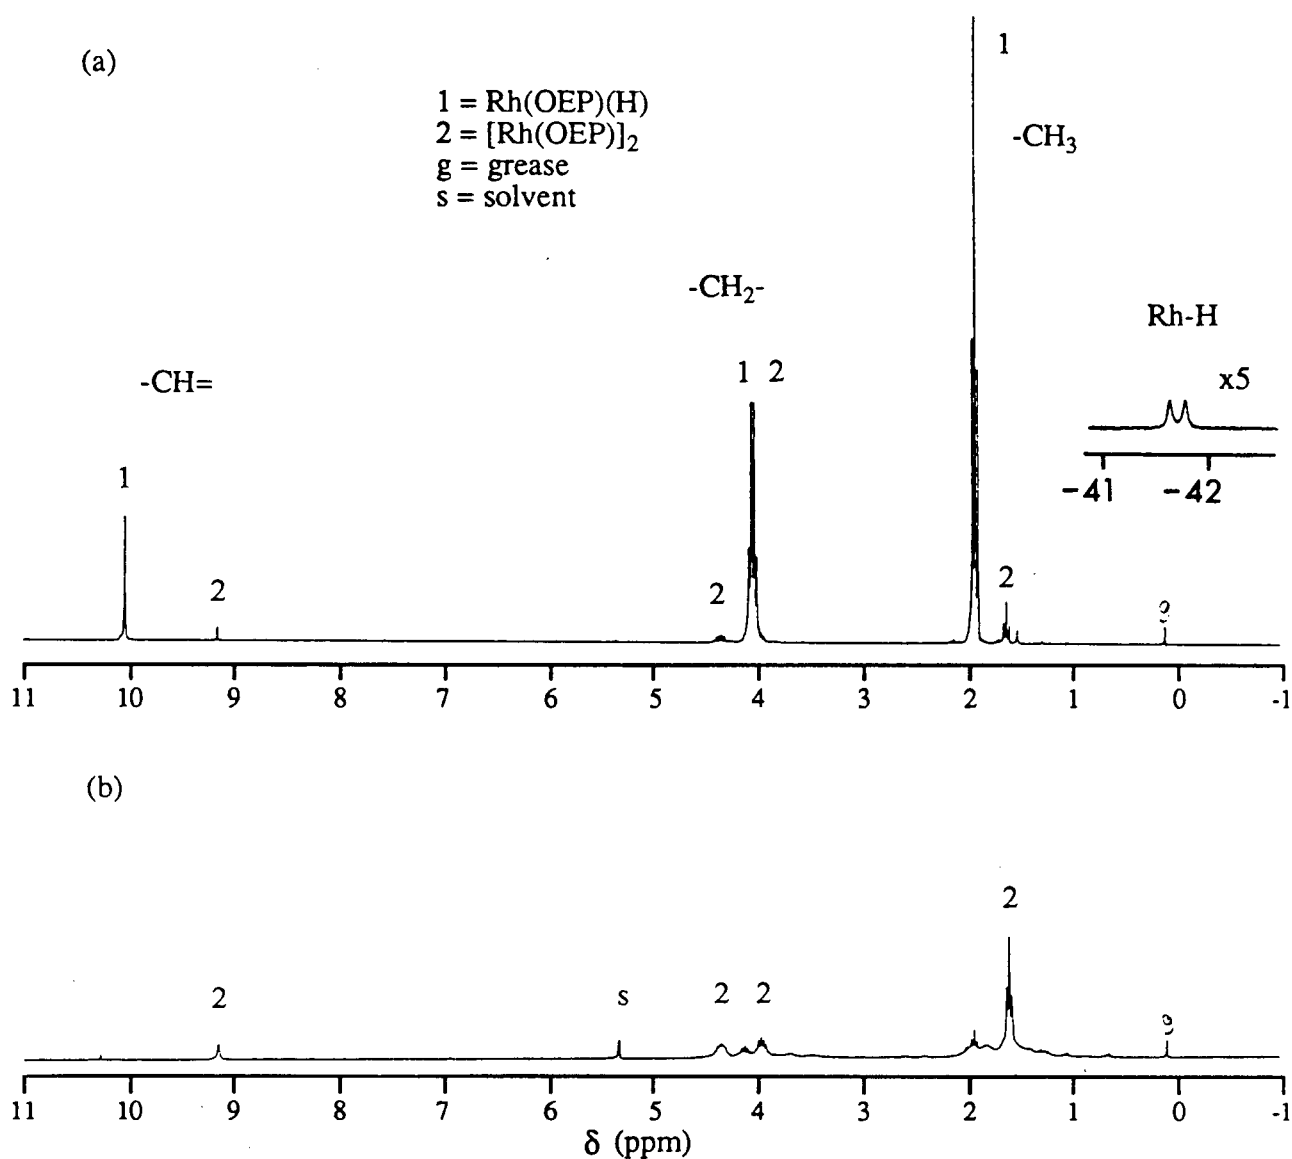 (a)
1
1 = Rh(OEP)(H)
2 = [Rh(OEP)]₂
g = grease
s = solvent
-CH₃
-CH₂-
Rh-H
-CH=
1 2
x5
-41 -42
1
2
2
2
g
11 10 9 8 7 6 5 4 3 2 1 0 -1
(b)
2
2
s
2 2
g
11 10 9 8 7 6 5 4 3 2 1 0 -1
δ (ppm)